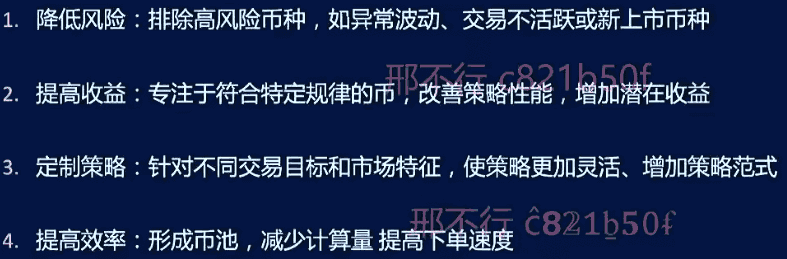 1. 降低风险：排除高风险币种，如异常波动、交易不活跃或新上市币种
邢不行 c821b50f
2. 提高收益：专注于符合特定规律的币，改善策略性能，增加潜在收益
3. 定制策略：针对不同交易目标和市场特征，使策略更加灵活、增加策略范式
邢不行 ĉ821b50f
4. 提高效率：形成币池，减少计算量 提高下单速度